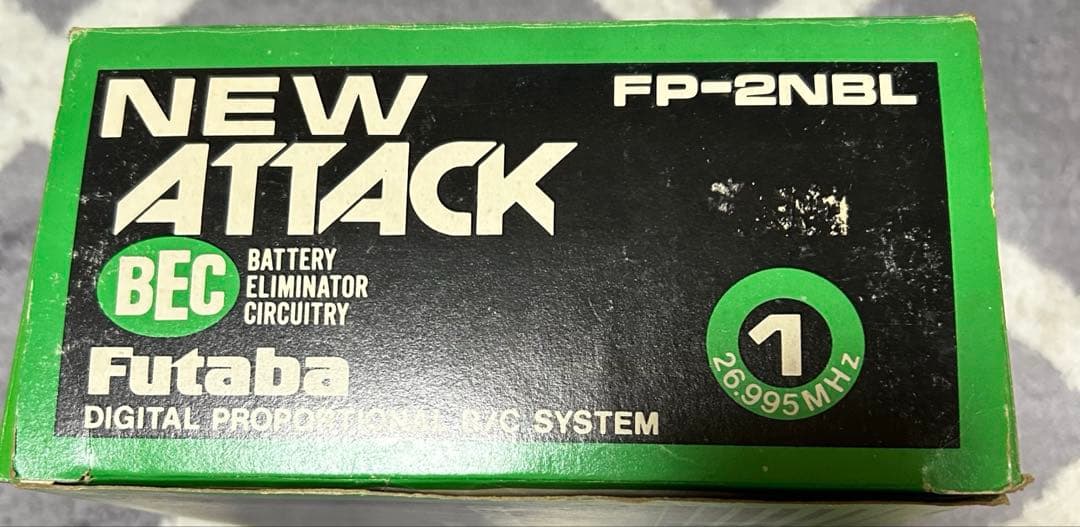 NEW
ATTACK
FP-2NBL
BEC
BATTERY
ELIMINATOR
CIRCUITRY
Futaba
DIGITAL PROPORTIONAL R/C SYSTEM
1
26.995MHz